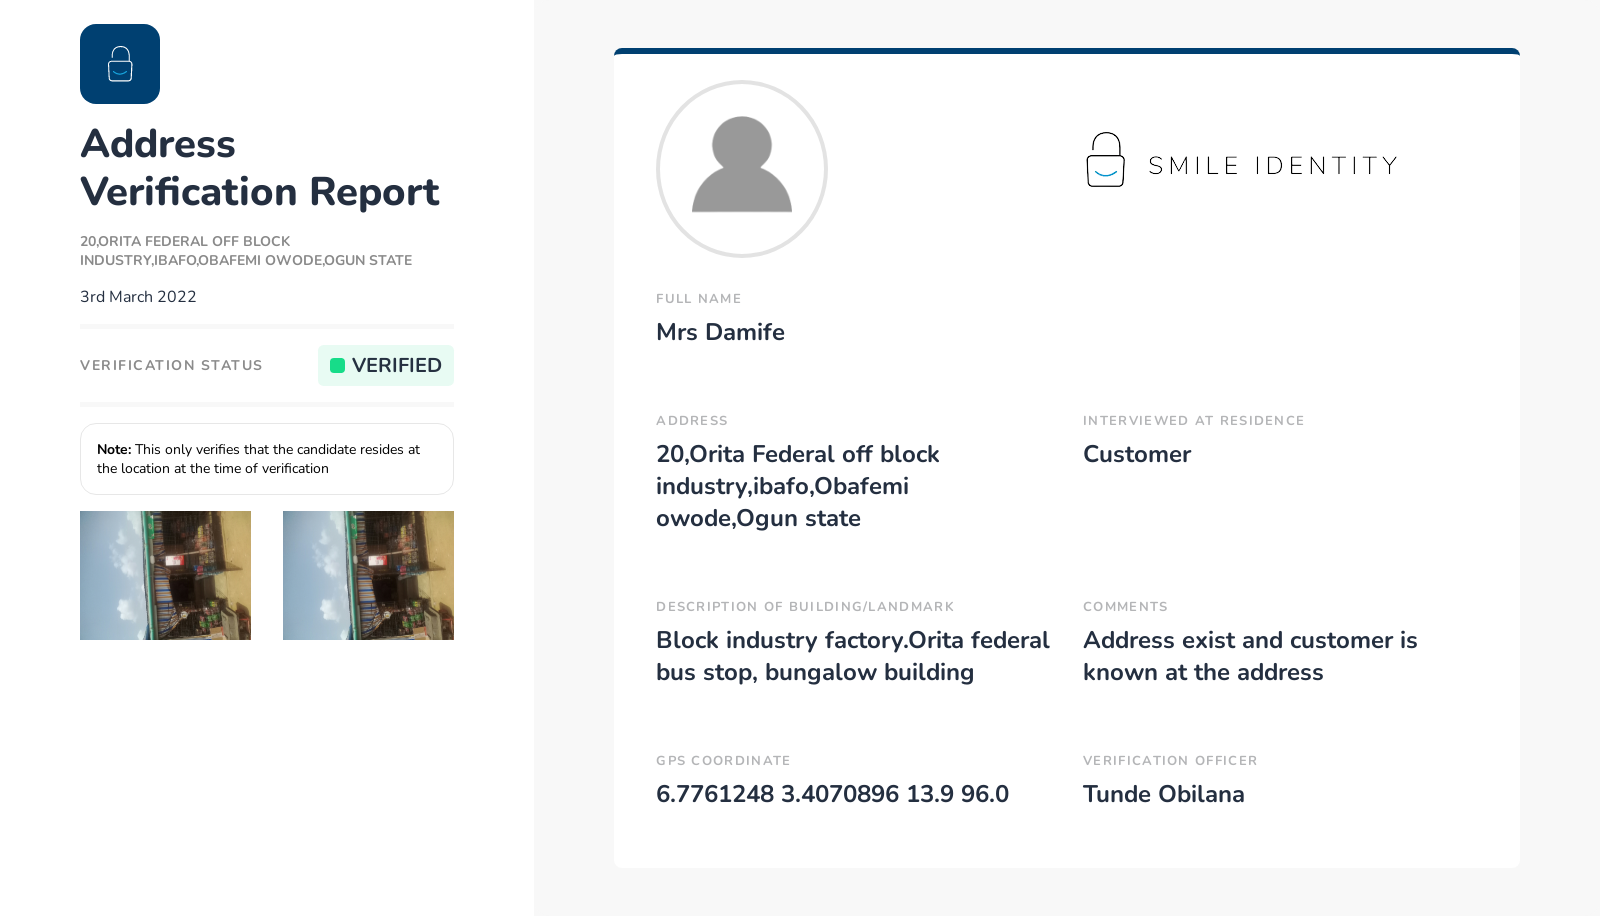 Address
Verification Report
20,ORITA FEDERAL OFF BLOCK
INDUSTRY,IBAFO,OBAFEMI OWODE,OGUN STATE
3rd March 2022
VERIFICATION STATUS
VERIFIED
Note: This only verifies that the candidate resides at
the location at the time of verification
SMILE IDENTITY
FULL NAME
Mrs Damife
ADDRESS
20,Orita Federal off block
industry,ibafo,Obafemi
owode,Ogun state
INTERVIEWED AT RESIDENCE
Customer
DESCRIPTION OF BUILDING/LANDMARK
Block industry factory.Orita federal
bus stop, bungalow building
COMMENTS
Address exist and customer is
known at the address
GPS COORDINATE
6.7761248 3.4070896 13.9 96.0
VERIFICATION OFFICER
Tunde Obilana